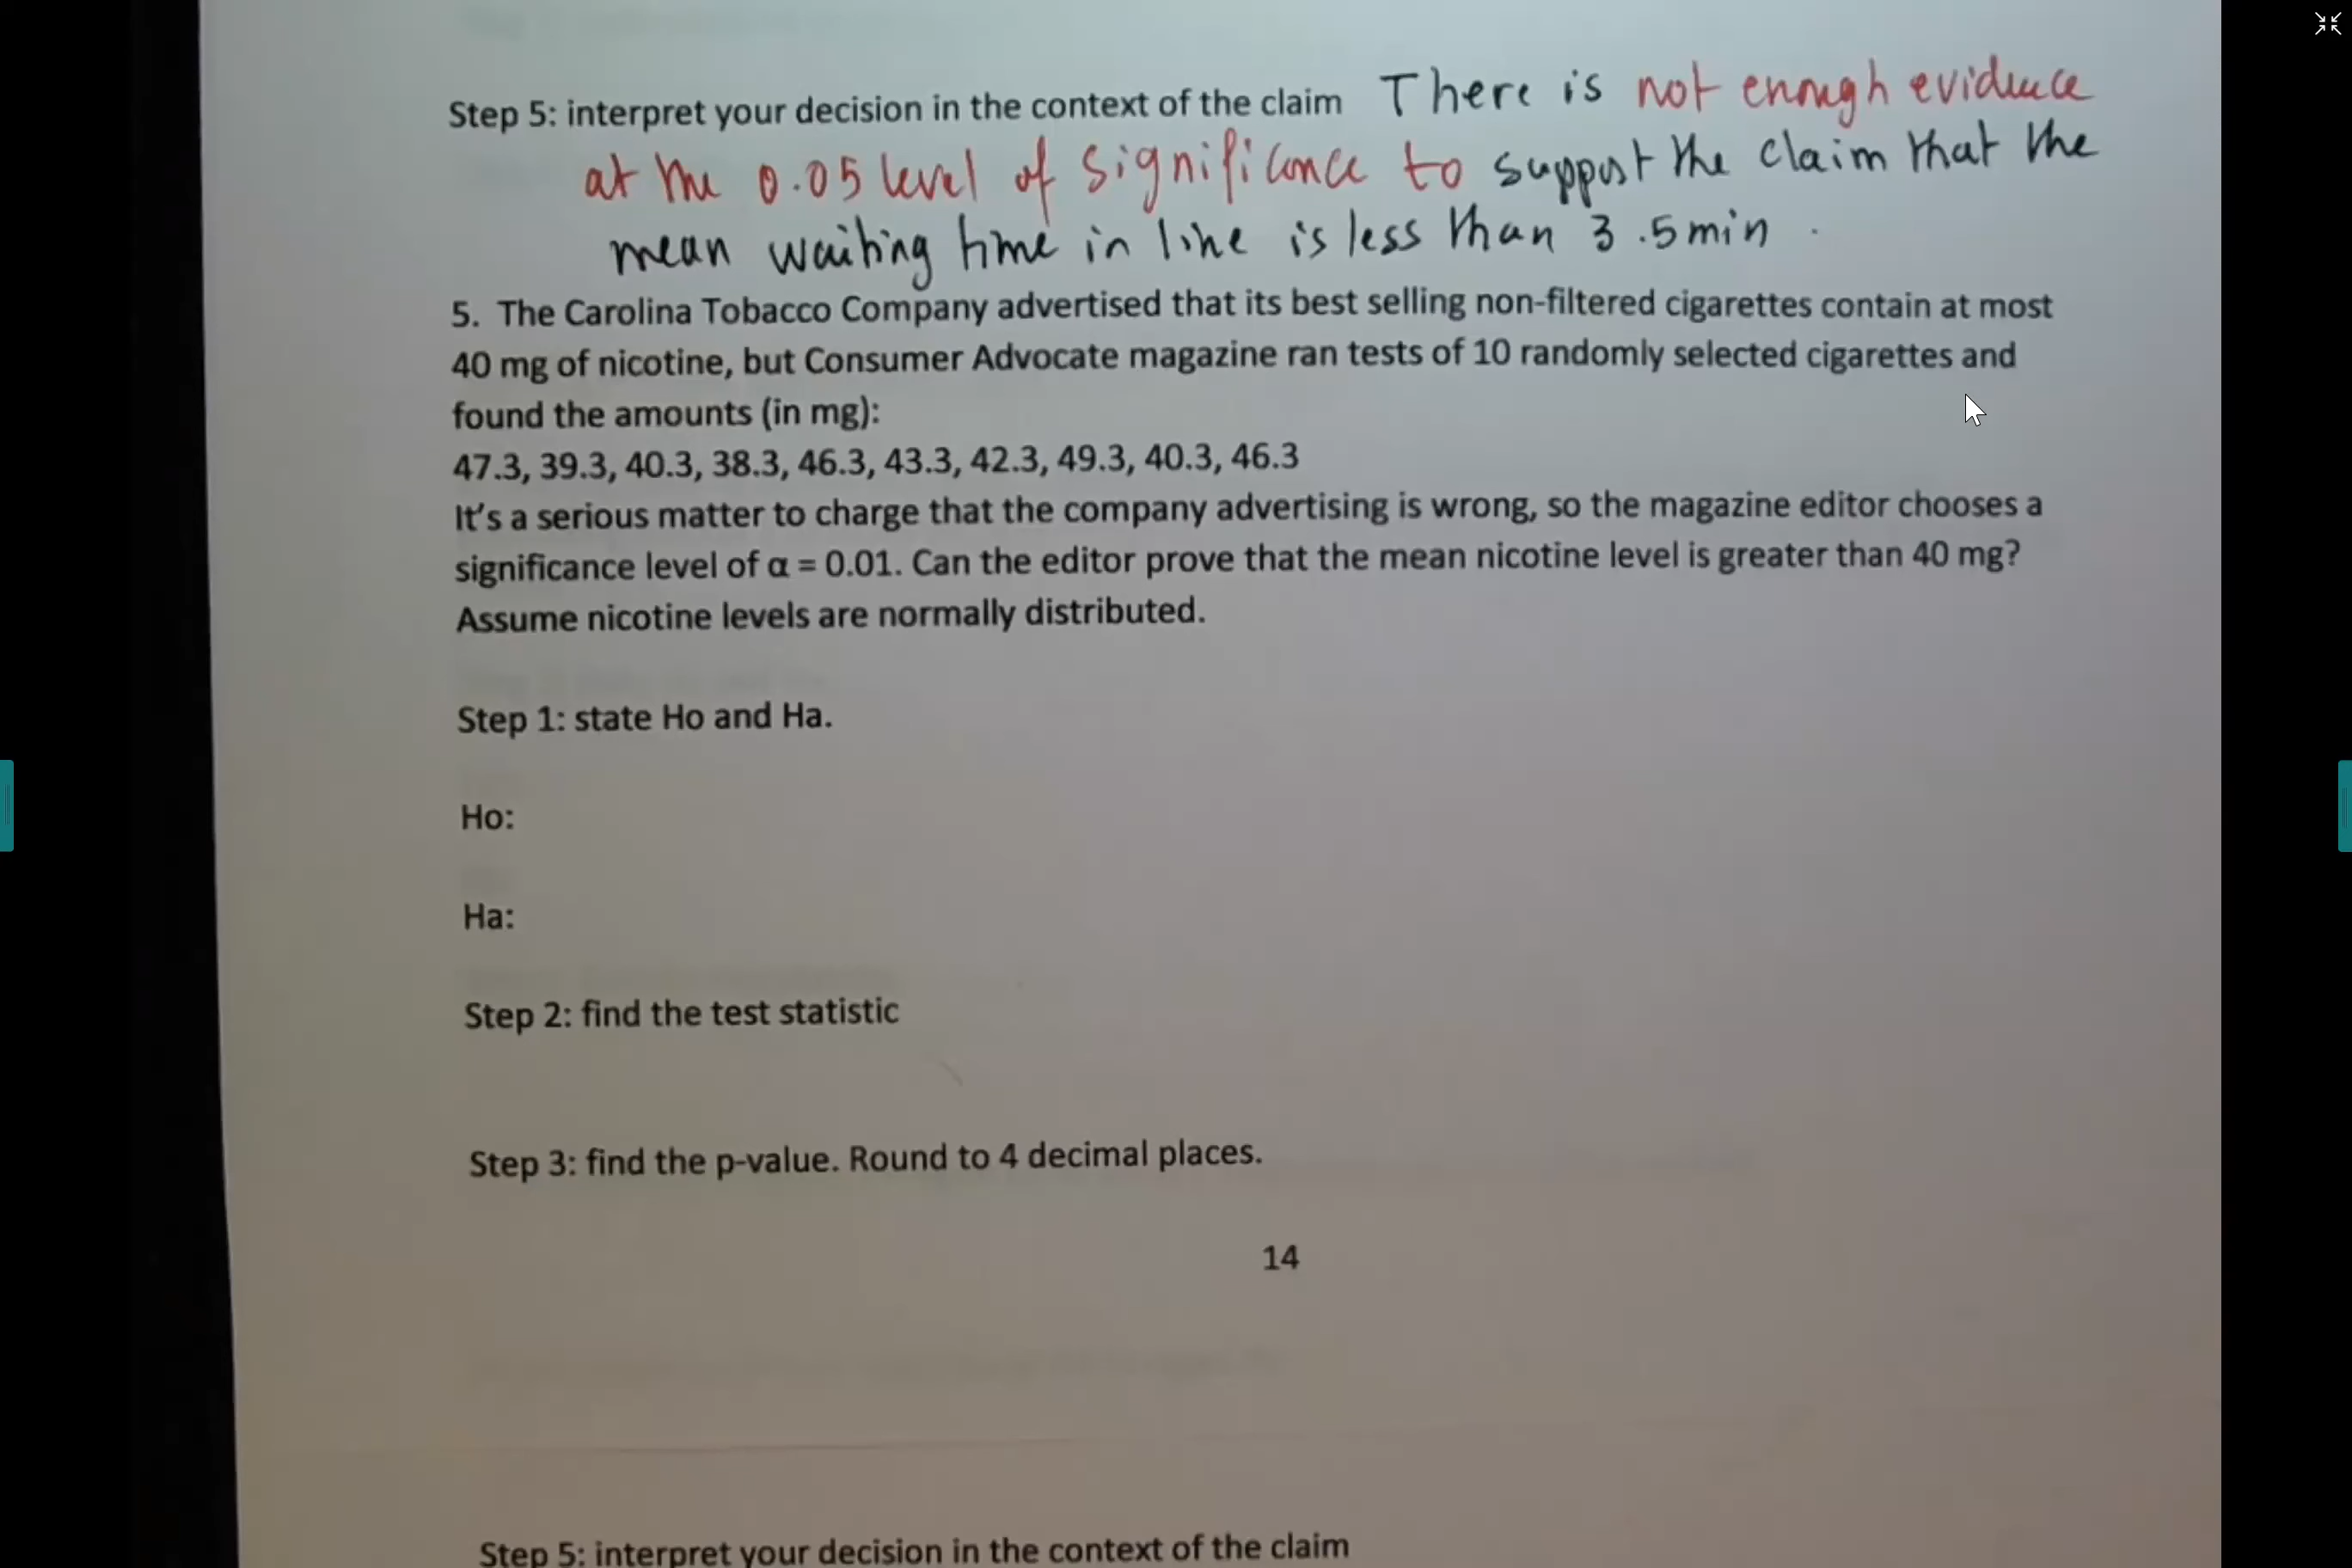 Step 5: interpret your decision in the context of the claim There is not enough evidence
at the 0.05 level of significance to support the claim that the
mean waiting time in line is less than 3.5 min.
5. The Carolina Tobacco Company advertised that its best selling non-filtered cigarettes contain at most
40 mg of nicotine, but Consumer Advocate magazine ran tests of 10 randomly selected cigarettes and
found the amounts (in mg):
47.3, 39.3, 40.3, 38.3, 46.3, 43.3, 42.3, 49.3, 40.3, 46.3
It's a serious matter to charge that the company advertising is wrong, so the magazine editor chooses a
significance level of α = 0.01. Can the editor prove that the mean nicotine level is greater than 40 mg?
Assume nicotine levels are normally distributed.
Step 1: state Ho and Ha.
Ho:
Ha:
Step 2: find the test statistic
Step 3: find the p-value. Round to 4 decimal places.
14
Step 5: interpret your decision in the context of the claim